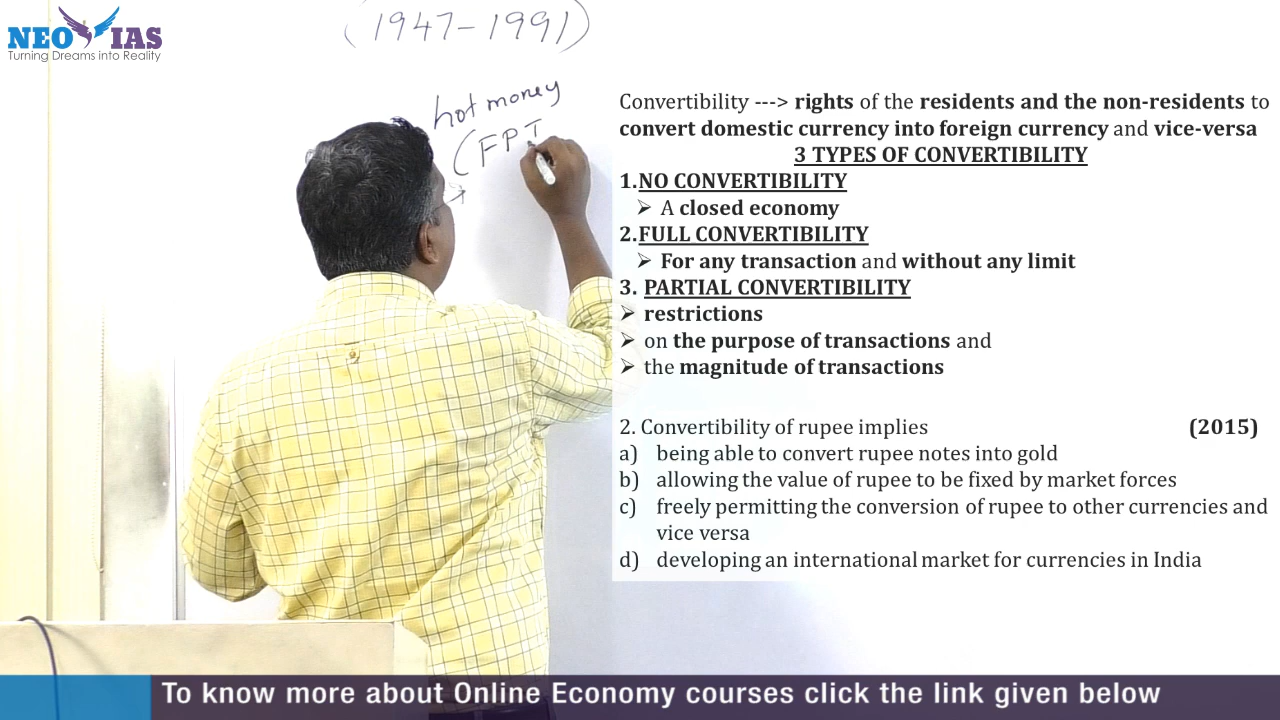 NEO IAS
Turning Dreams into Reality
(1947-1991)
hot money
(FPI
Convertibility ---> rights of the residents and the non-residents to
convert domestic currency into foreign currency and vice-versa
3 TYPES OF CONVERTIBILITY
1.NO CONVERTIBILITY
➢ A closed economy
2.FULL CONVERTIBILITY
➢ For any transaction and without any limit
3. PARTIAL CONVERTIBILITY
➢ restrictions
➢ on the purpose of transactions and
➢ the magnitude of transactions
2. Convertibility of rupee implies (2015)
a) being able to convert rupee notes into gold
b) allowing the value of rupee to be fixed by market forces
c) freely permitting the conversion of rupee to other currencies and
vice versa
d) developing an international market for currencies in India
To know more about Online Economy courses click the link given below